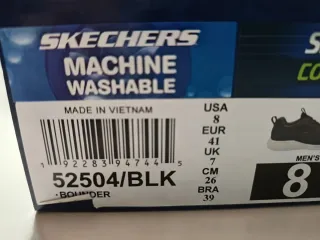 SKECHERS
MACHINE
WASHABLE
MADE IN VIETNAM
1 92283 94744 5
52504/BLK
•BOUNDER
USA
8
EUR
41
UK
7
CM
26
BRA
39
MEN'S
8